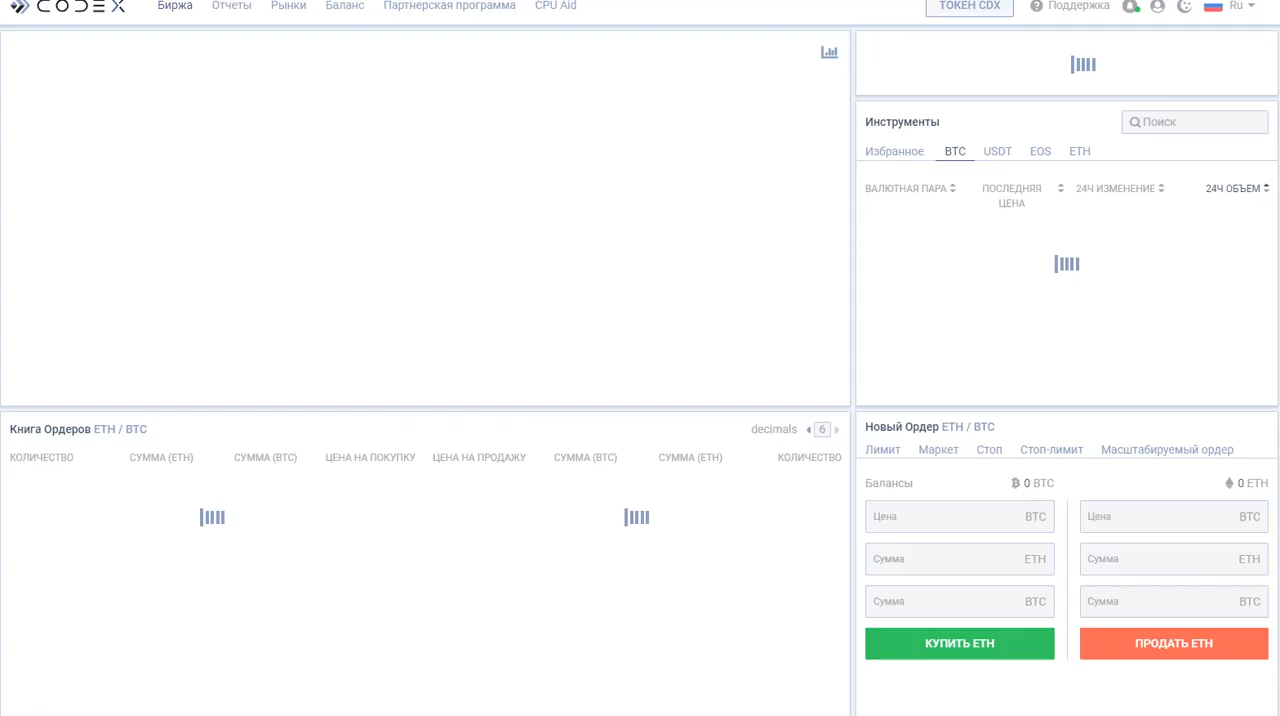 CODEX Биржа Отчеты Рынки Баланс Партнерская программа CPU Aid ТОКЕН CDX Поддержка Ru
Инструменты Поиск
Избранное BTC USDT EOS ETH
ВАЛЮТНАЯ ПАРА ПОСЛЕДНЯЯ ЦЕНА 24Ч ИЗМЕНЕНИЕ 24Ч ОБЪЕМ
Книга Ордеров ETH / BTC decimals 6
КОЛИЧЕСТВО СУММА (ETH) СУММА (BTC) ЦЕНА НА ПОКУПКУ ЦЕНА НА ПРОДАЖУ СУММА (BTC) СУММА (ETH) КОЛИЧЕСТВО
Новый Ордер ETH / BTC
Лимит Маркет Стоп Стоп-лимит Масштабируемый ордер
Балансы 0 BTC 0 ETH
Цена BTC Цена BTC
Сумма ETH Сумма ETH
Сумма BTC Сумма BTC
КУПИТЬ ETH ПРОДАТЬ ETH